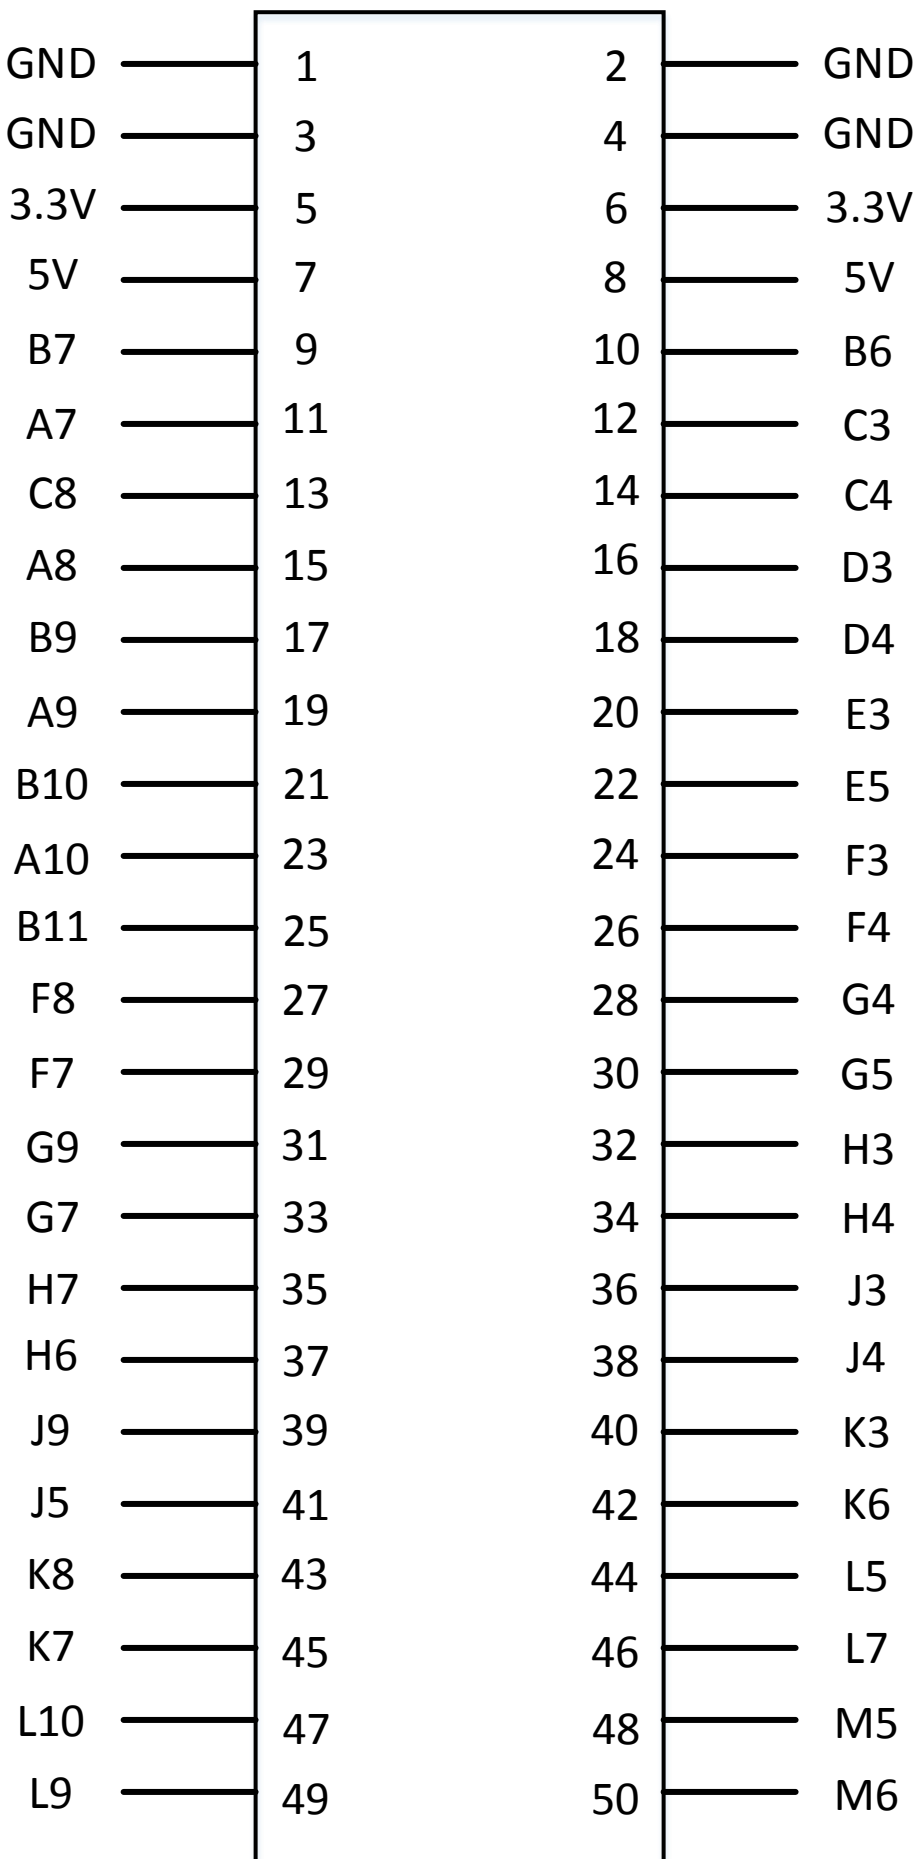 GND 1 2 GND
GND 3 4 GND
3.3V 5 6 3.3V
5V 7 8 5V
B7 9 10 B6
A7 11 12 C3
C8 13 14 C4
A8 15 16 D3
B9 17 18 D4
A9 19 20 E3
B10 21 22 E5
A10 23 24 F3
B11 25 26 F4
F8 27 28 G4
F7 29 30 G5
G9 31 32 H3
G7 33 34 H4
H7 35 36 J3
H6 37 38 J4
J9 39 40 K3
J5 41 42 K6
K8 43 44 L5
K7 45 46 L7
L10 47 48 M5
L9 49 50 M6